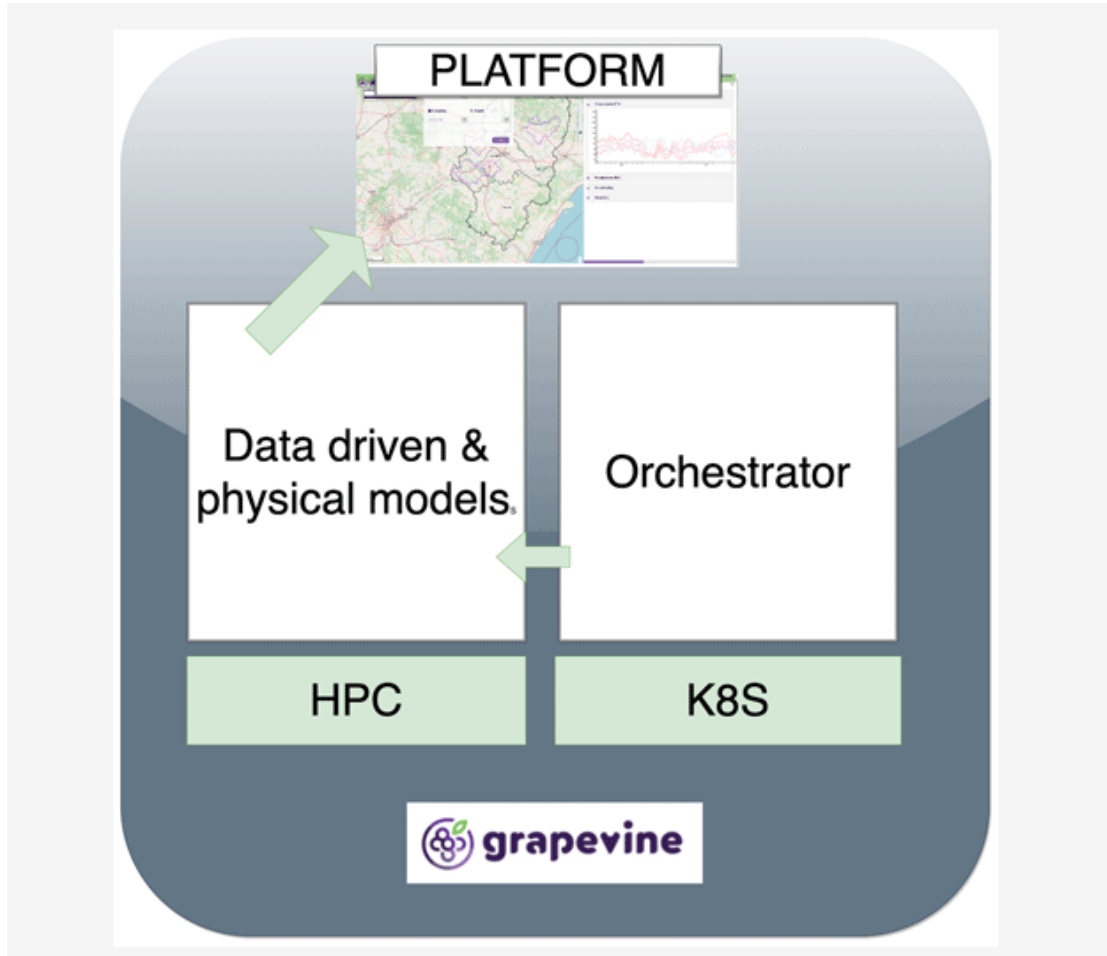 PLATFORM
Data driven &
physical models
s
Orchestrator
HPC
K8S
grapevine